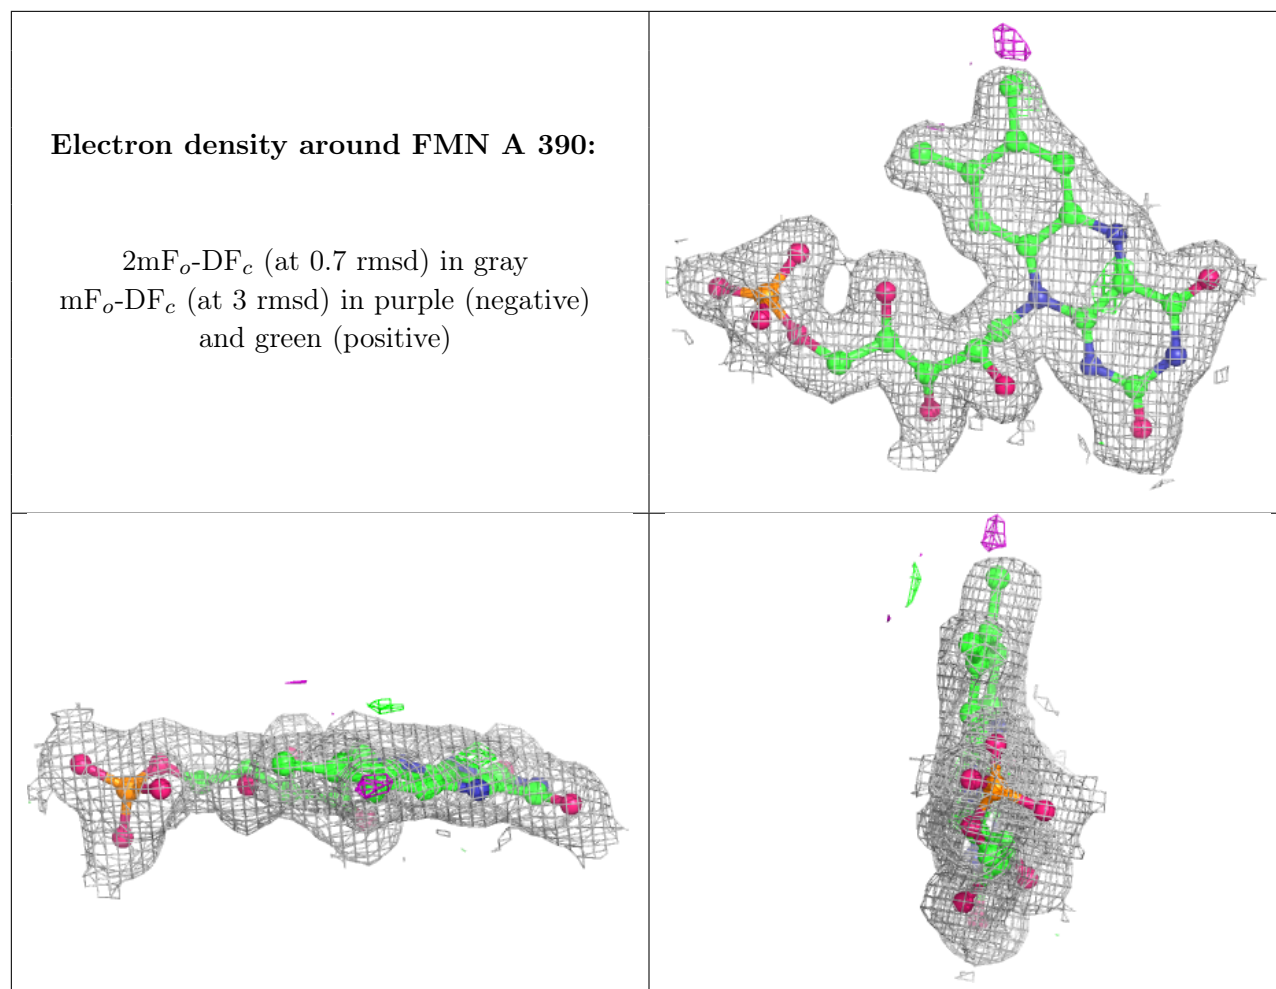 Electron density around FMN A 390:
2mFo-DFc (at 0.7 rmsd) in gray
mFo-DFc (at 3 rmsd) in purple (negative)
and green (positive)